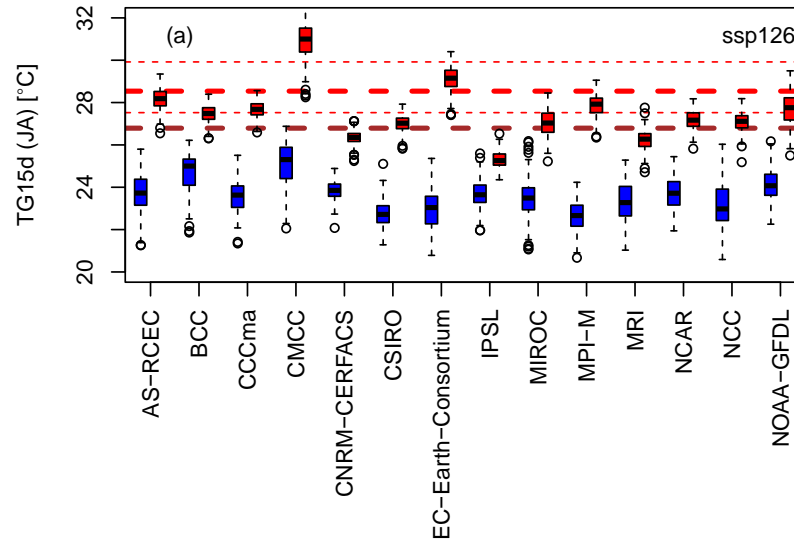 (a)
ssp126
TG15d (JA) [°C]
32
28
24
20
AS−RCEC
BCC
CCCma
CMCC
CNRM−CERFACS
CSIRO
EC−Earth−Consortium
IPSL
MIROC
MPI−M
MRI
NCAR
NCC
NOAA−GFDL